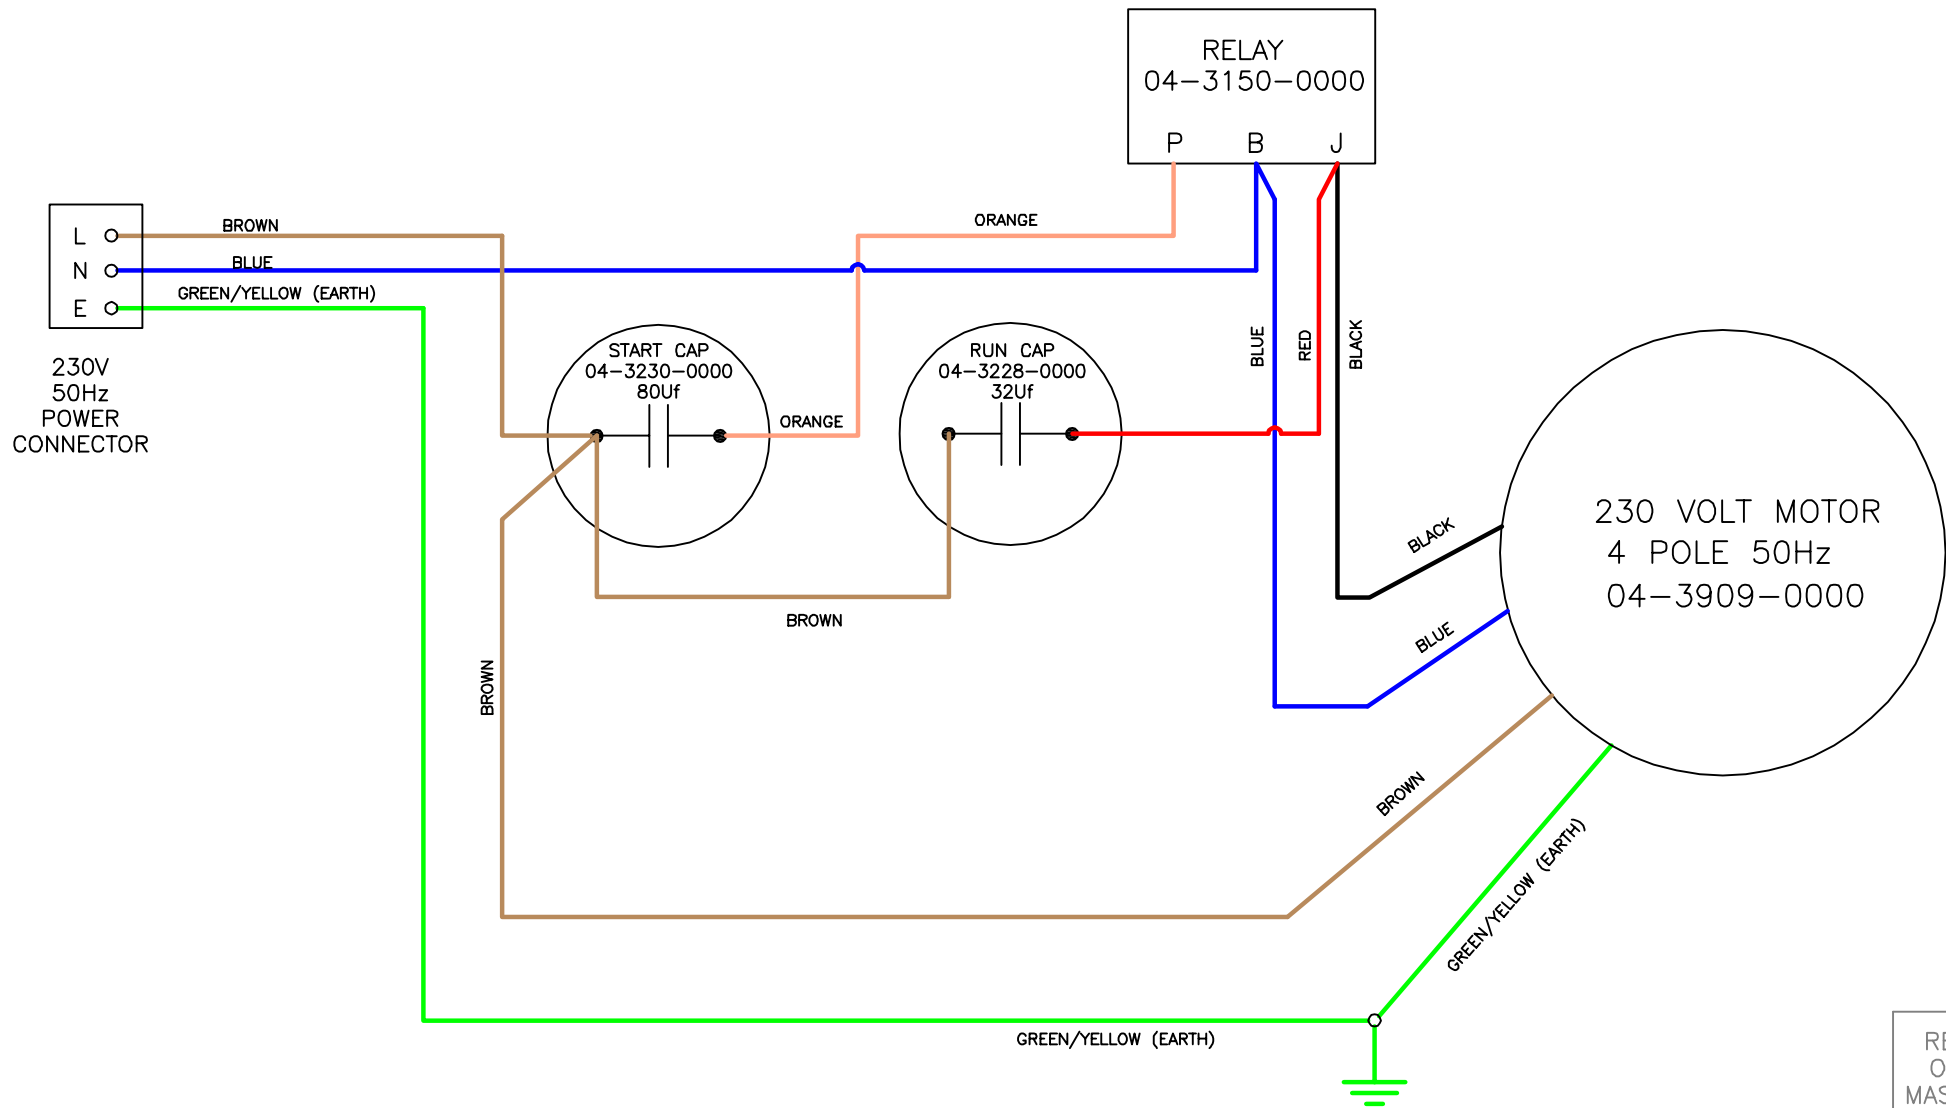 RELAY
04-3150-0000
P B J
L
N
E
BROWN
BLUE
GREEN/YELLOW (EARTH)
230V
50Hz
POWER
CONNECTOR
ORANGE
START CAP
04-3230-0000
80Uf
ORANGE
RUN CAP
04-3228-0000
32Uf
BLUE
RED
BLACK
BLACK
230 VOLT MOTOR
4 POLE 50Hz
04-3909-0000
BROWN
BLUE
BROWN
BROWN
GREEN/YELLOW (EARTH)
GREEN/YELLOW (EARTH)